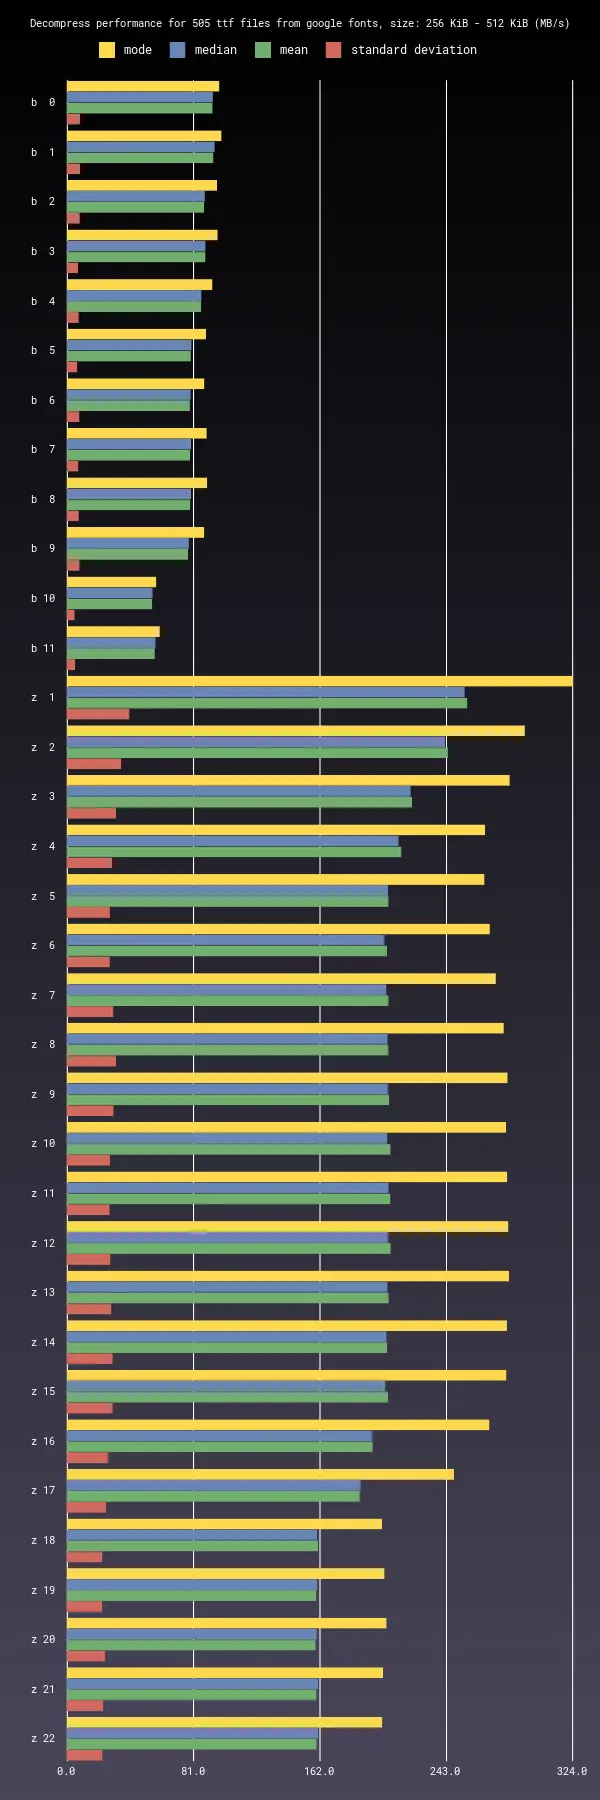 Decompress performance for 505 ttf files from google fonts, size: 256 KiB - 512 KiB (MB/s)
mode median mean standard deviation
b 0
b 1
b 2
b 3
b 4
b 5
b 6
b 7
b 8
b 9
b 10
b 11
z 1
z 2
z 3
z 4
z 5
z 6
z 7
z 8
z 9
z 10
z 11
z 12
z 13
z 14
z 15
z 16
z 17
z 18
z 19
z 20
z 21
z 22
0.0 81.0 162.0 243.0 324.0